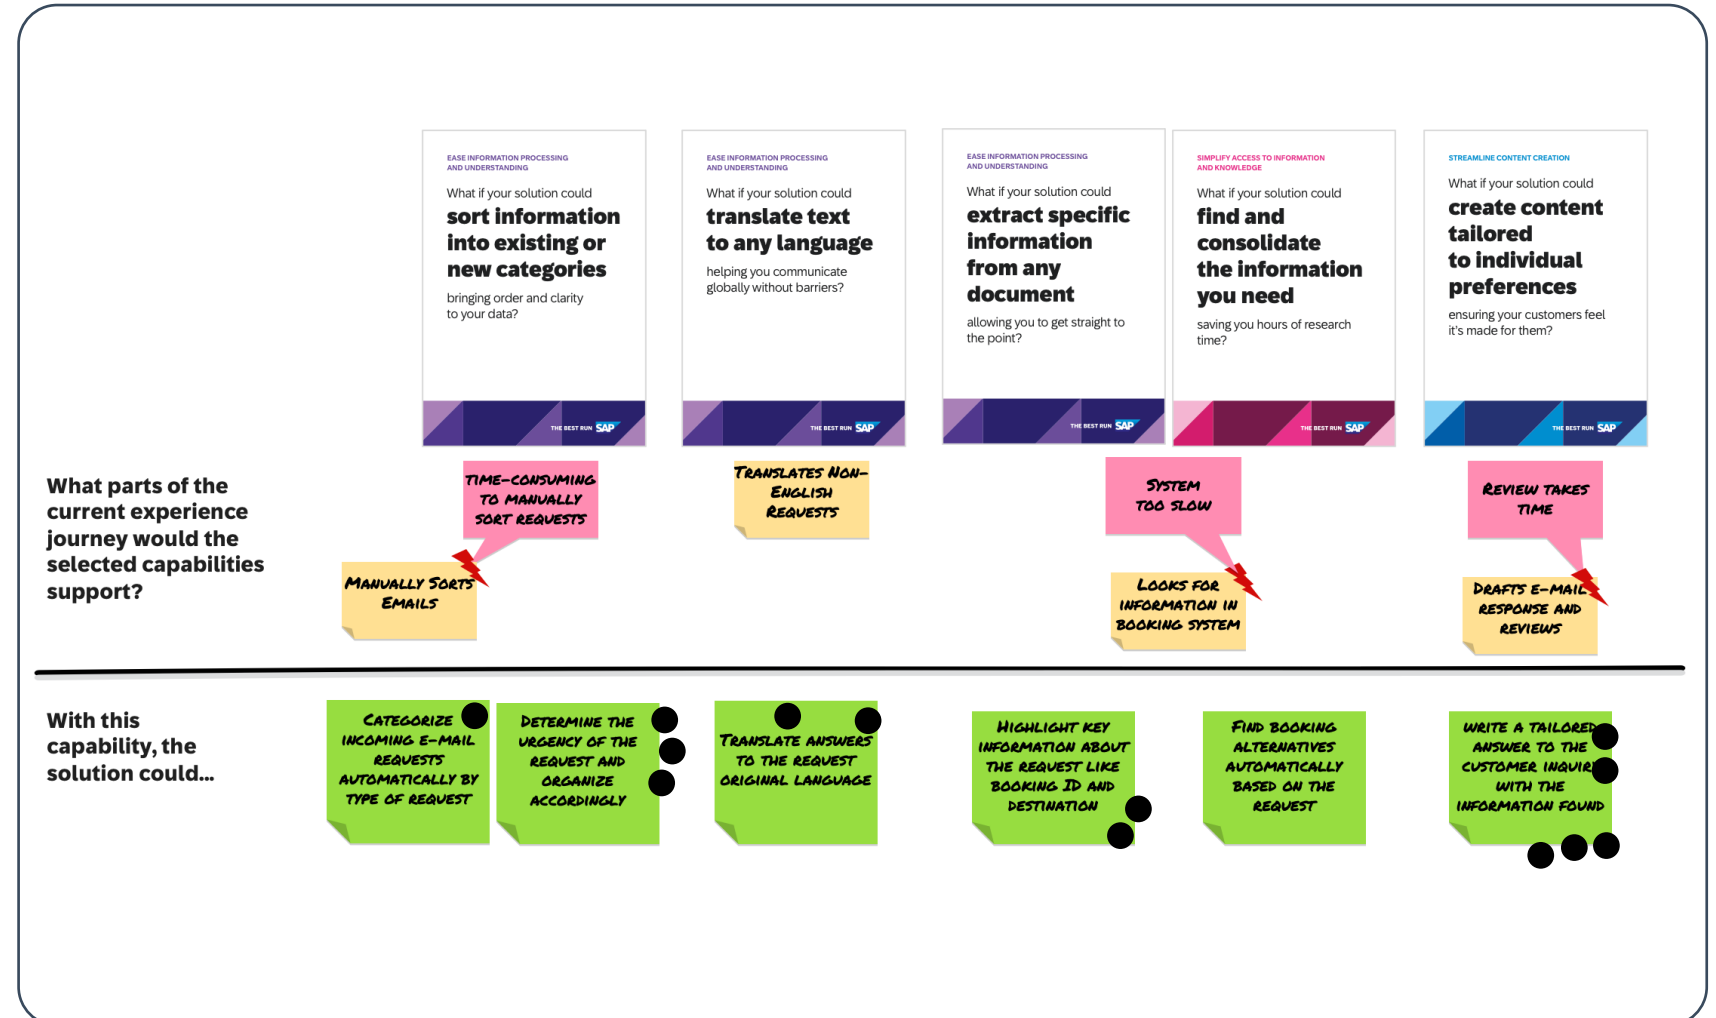 EASE INFORMATION PROCESSING
AND UNDERSTANDING
What if your solution could
sort information
into existing or
new categories
bringing order and clarity
to your data?
THE BEST RUN SAP
EASE INFORMATION PROCESSING
AND UNDERSTANDING
What if your solution could
translate text
to any language
helping you communicate
globally without barriers?
THE BEST RUN SAP
EASE INFORMATION PROCESSING
AND UNDERSTANDING
What if your solution could
extract specific
information
from any
document
allowing you to get straight to
the point?
THE BEST RUN SAP
SIMPLIFY ACCESS TO INFORMATION
AND KNOWLEDGE
What if your solution could
find and
consolidate
the information
you need
saving you hours of research
time?
THE BEST RUN SAP
STREAMLINE CONTENT CREATION
What if your solution could
create content
tailored
to individual
preferences
ensuring your customers feel
it's made for them?
THE BEST RUN SAP
What parts of the
current experience
journey would the
selected capabilities
support?
TIME-CONSUMING
TO MANUALLY
SORT REQUESTS
MANUALLY SORTS
EMAILS
TRANSLATES NON-
ENGLISH
REQUESTS
SYSTEM
TOO SLOW
LOOKS FOR
INFORMATION IN
BOOKING SYSTEM
REVIEW TAKES
TIME
DRAFTS E-MAIL
RESPONSE AND
REVIEWS
With this
capability, the
solution could...
CATEGORIZE
INCOMING E-MAIL
REQUESTS
AUTOMATICALLY BY
TYPE OF REQUEST
DETERMINE THE
URGENCY OF THE
REQUEST AND
ORGANIZE
ACCORDINGLY
TRANSLATE ANSWERS
TO THE REQUEST
ORIGINAL LANGUAGE
HIGHLIGHT KEY
INFORMATION ABOUT
THE REQUEST LIKE
BOOKING ID AND
DESTINATION
FIND BOOKING
ALTERNATIVES
AUTOMATICALLY
BASED ON THE
REQUEST
WRITE A TAILORED
ANSWER TO THE
CUSTOMER INQUIRY
WITH THE
INFORMATION FOUND